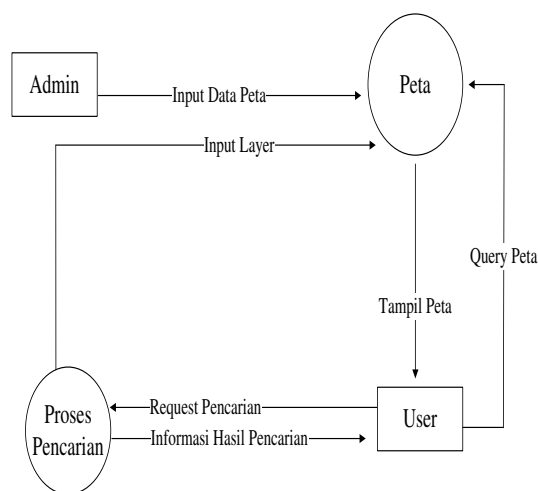 Admin
Peta
Input Data Peta
Input Layer
Query Peta
Tampil Peta
Proses
Pencarian
Request Pencarian
Informasi Hasil Pencarian
User